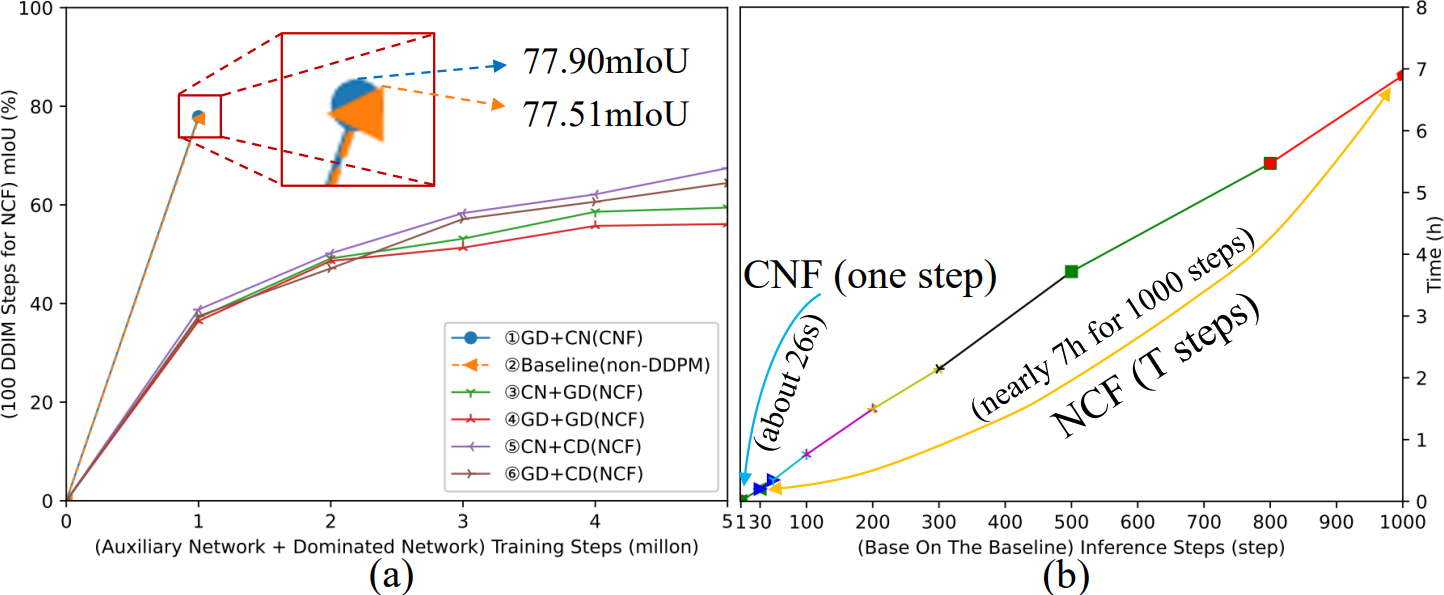 100
80
60
40
20
0
(100 DDIM Steps for NCF) mIoU (%)
77.90mIoU
77.51mIoU
①GD+CN(CNF)
②Baseline(non-DDPM)
③CN+GD(NCF)
④GD+GD(NCF)
⑤CN+CD(NCF)
⑥GD+CD(NCF)
0 1 2 3 4 5
(Auxiliary Network + Dominated Network) Training Steps (millon)
(a)
8
7
6
5
4
3
2
1
0
Time (h)
CNF (one step)
(about 26s)
(nearly 7h for 1000 steps)
NCF (T steps)
1 30 100 200 300 400 500 600 700 800 900 1000
(Base On The Baseline) Inference Steps (step)
(b)